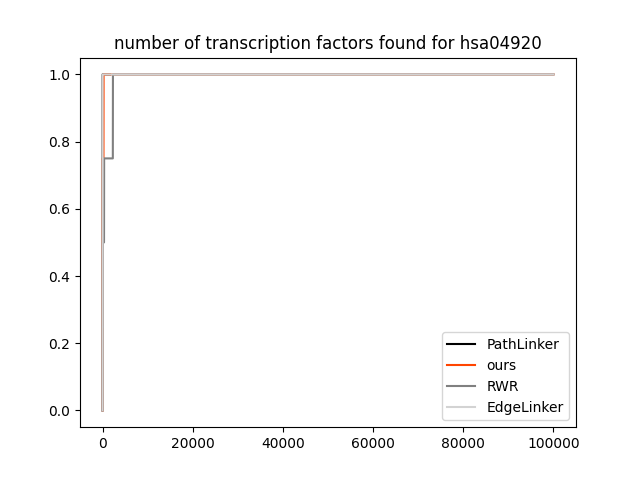 number of transcription factors found for hsa04920
1.0
0.8
0.6
0.4
0.2
0.0
0
20000
40000
60000
80000
100000
PathLinker
ours
RWR
EdgeLinker